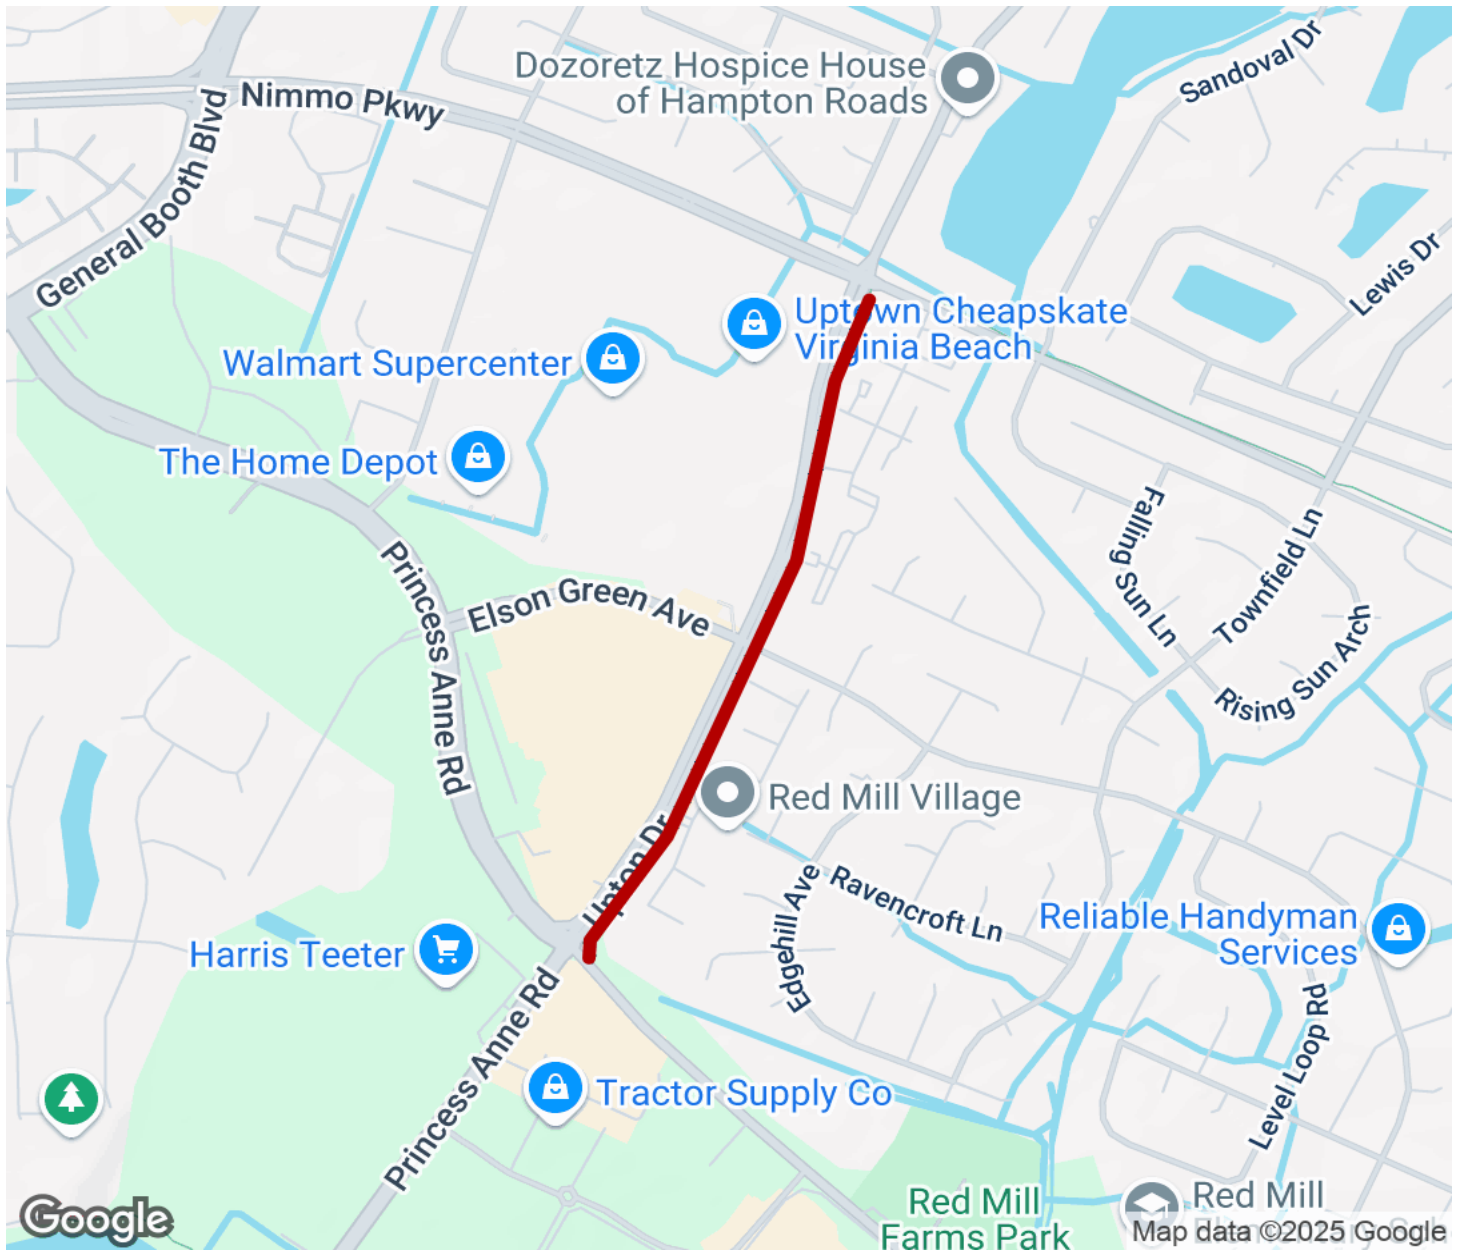 Sandoval Dr
Dozoretz Hospice House
of Hampton Roads
Nimmo Pkwy
General Booth Blvd
Lewis Dr
Uptown Cheapskate
Virginia Beach
Walmart Supercenter
The Home Depot
Falling Sun Ln
Townfield Ln
Princess Anne Rd
Elson Green Ave
Rising Sun Arch
Red Mill Village
Upton Dr
Edgehill Ave
Ravencroft Ln
Reliable Handyman
Services
Harris Teeter
Princess Anne Rd
Level Loop Rd
Tractor Supply Co
Red Mill
Farms Park
Red Mill
Google
Map data ©2025 Google